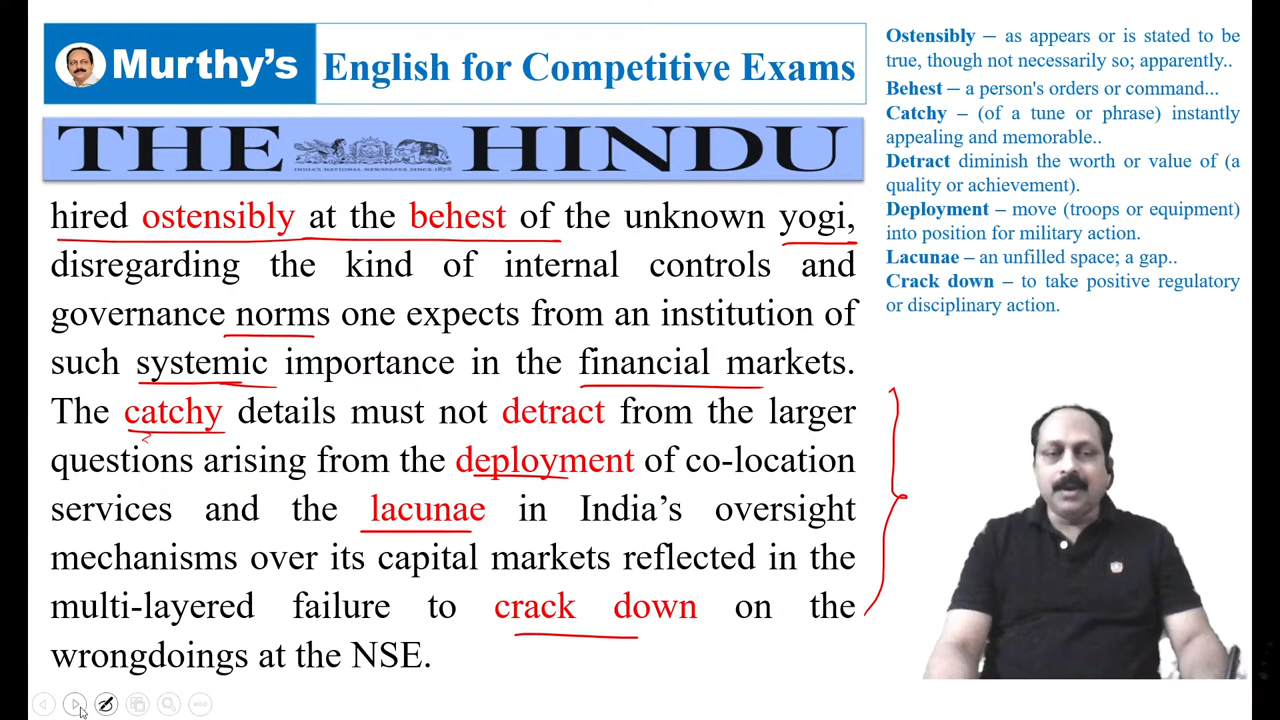 Murthy's English for Competitive Exams
THE HINDU
INDIA'S NATIONAL NEWSPAPER SINCE 1878
hired ostensibly at the behest of the unknown yogi,
disregarding the kind of internal controls and
governance norms one expects from an institution of
such systemic importance in the financial markets.
The catchy details must not detract from the larger
questions arising from the deployment of co-location
services and the lacunae in India's oversight
mechanisms over its capital markets reflected in the
multi-layered failure to crack down on the
wrongdoings at the NSE.
Ostensibly – as appears or is stated to be
true, though not necessarily so; apparently..
Behest – a person's orders or command...
Catchy – (of a tune or phrase) instantly
appealing and memorable..
Detract diminish the worth or value of (a
quality or achievement).
Deployment – move (troops or equipment)
into position for military action.
Lacunae – an unfilled space; a gap..
Crack down – to take positive regulatory
or disciplinary action.